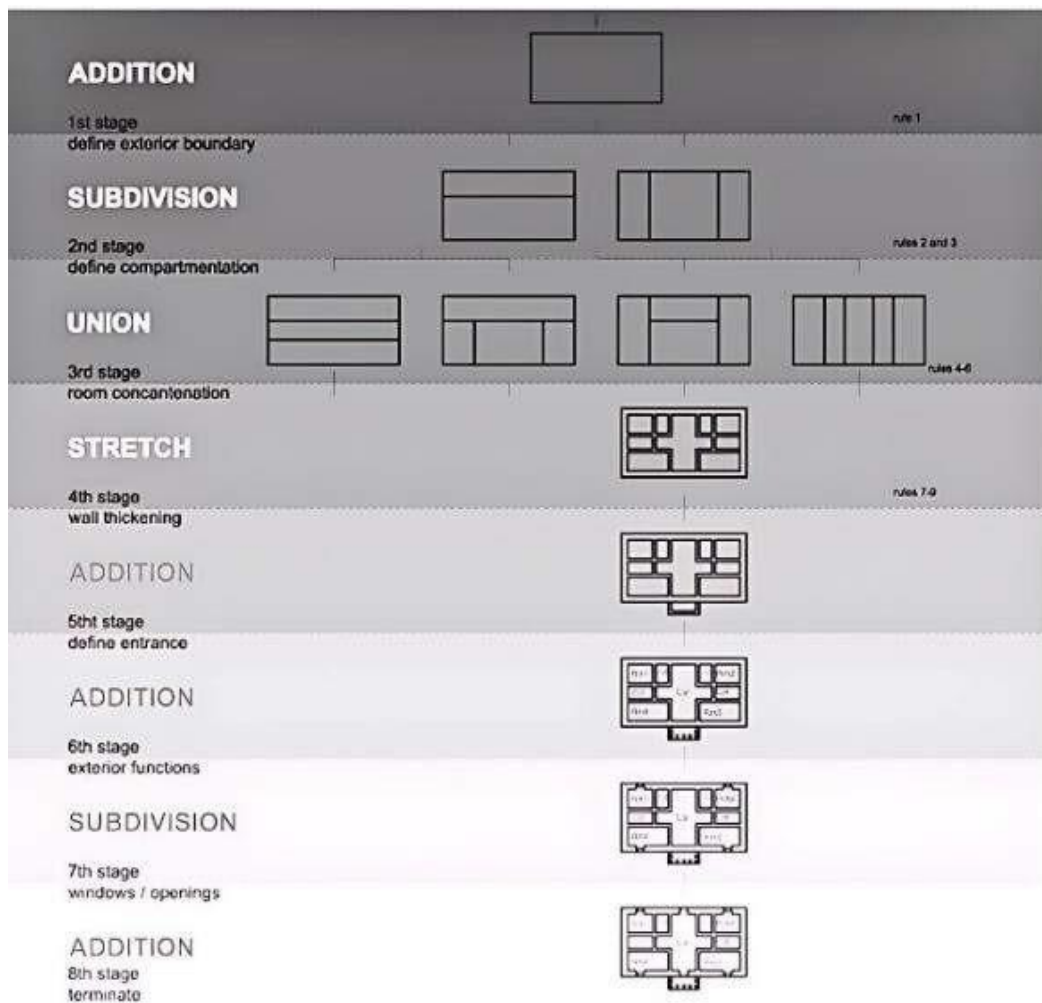 ADDITION
1st stage
define exterior boundary
rule 1
SUBDIVISION
2nd stage
define compartmentation
rules 2 and 3
UNION
3rd stage
room concantenation
rules 4-6
STRETCH
4th stage
wall thickening
rules 7-9
ADDITION
5tht stage
define entrance
ADDITION
6th stage
exterior functions
SUBDIVISION
7th stage
windows / openings
ADDITION
8th stage
terminate